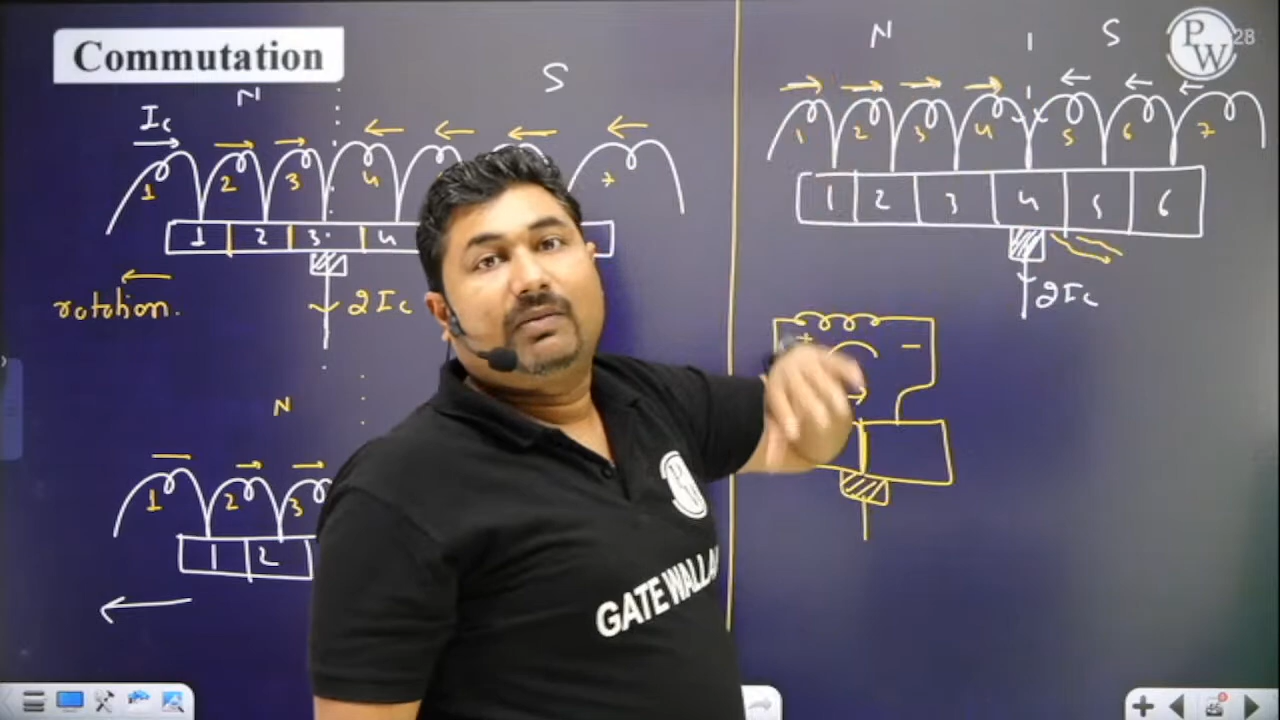 Commutation
N
S
Ic
1 2 3 4 7
1 2 3 4
rotation.
2Ic
N
1 2 3
1 2
N
S
PW 28
1 2 3 4 5 6 7
1 2 3 4 5 6
2Ic
+ -
GATE WALLAH